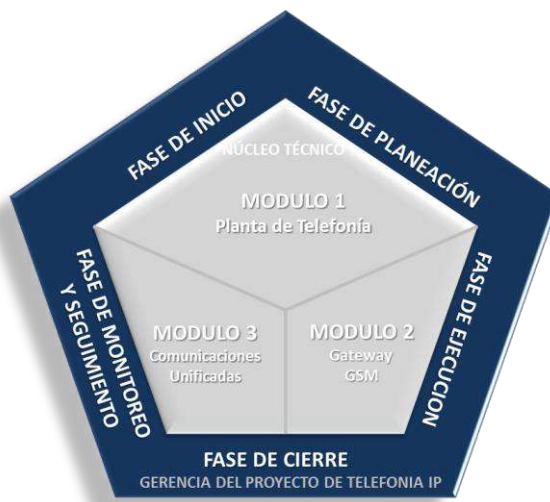 FASE DE INICIO
FASE DE PLANEACIÓN
NÚCLEO TÉCNICO
MODULO 1
Planta de Telefonía
FASE DE MONITOREO
Y SEGUIMIENTO
MODULO 3
Comunicaciones
Unificadas
MODULO 2
Gateway
GSM
FASE DE EJECUCION
FASE DE CIERRE
GERENCIA DEL PROYECTO DE TELEFONIA IP